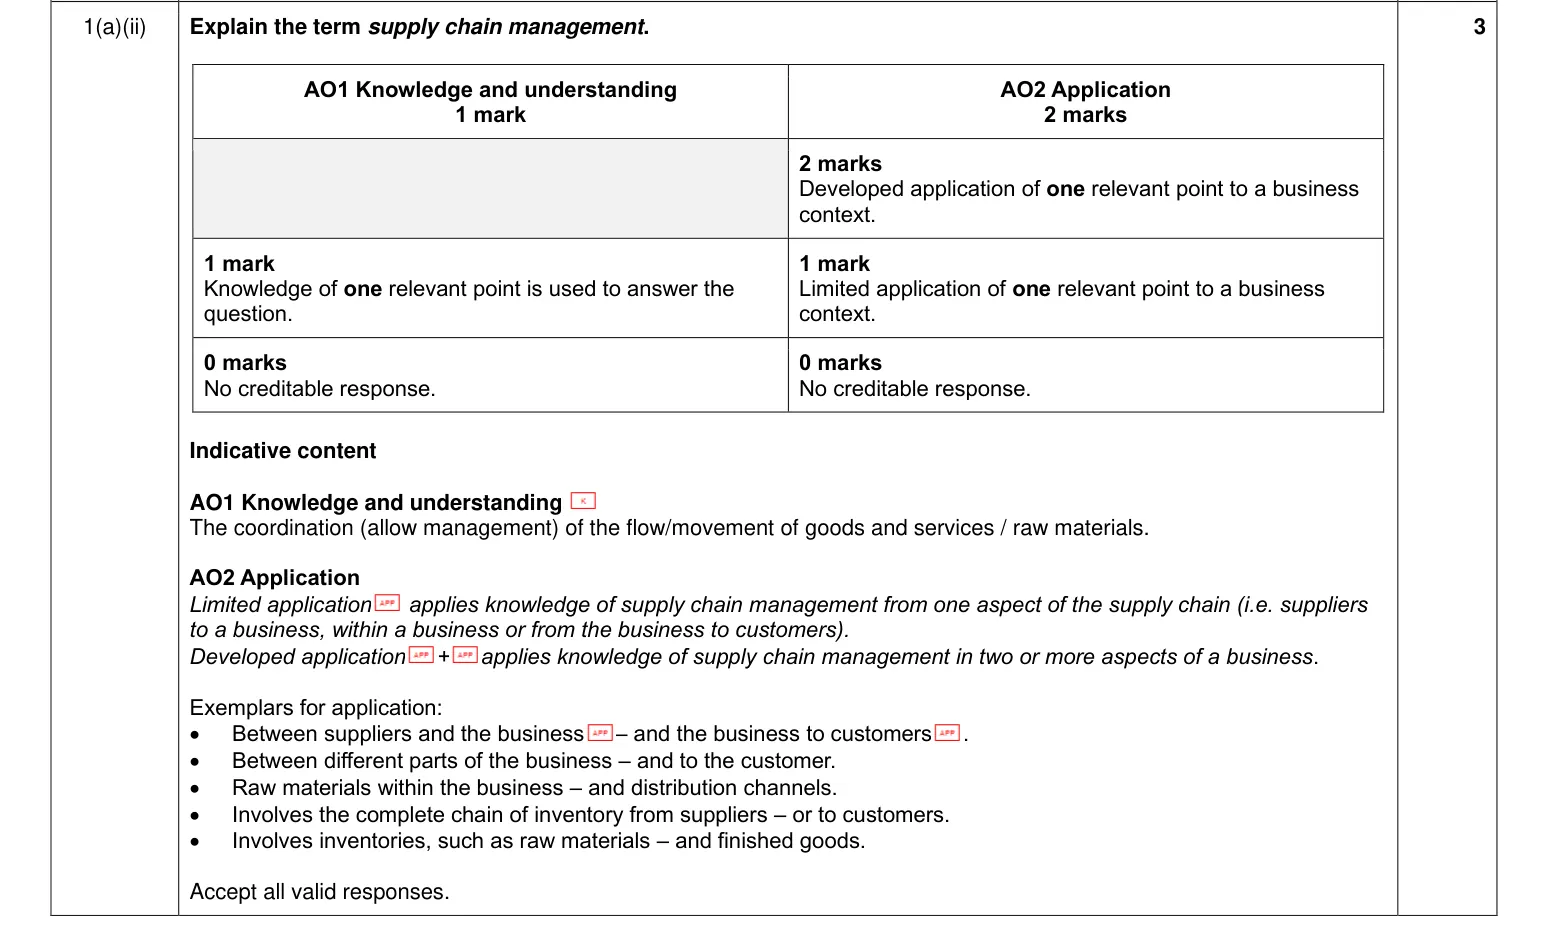 1(a)(ii)
Explain the term supply chain management.
3
AO1 Knowledge and understanding
1 mark
AO2 Application
2 marks
2 marks
Developed application of one relevant point to a business
context.
1 mark
Knowledge of one relevant point is used to answer the
question.
1 mark
Limited application of one relevant point to a business
context.
0 marks
No creditable response.
0 marks
No creditable response.
Indicative content
AO1 Knowledge and understanding K
The coordination (allow management) of the flow/movement of goods and services / raw materials.
AO2 Application
Limited application APP applies knowledge of supply chain management from one aspect of the supply chain (i.e. suppliers
to a business, within a business or from the business to customers).
Developed application APP + APP applies knowledge of supply chain management in two or more aspects of a business.
Exemplars for application:
• Between suppliers and the business APP – and the business to customers APP.
• Between different parts of the business – and to the customer.
• Raw materials within the business – and distribution channels.
• Involves the complete chain of inventory from suppliers – or to customers.
• Involves inventories, such as raw materials – and finished goods.
Accept all valid responses.